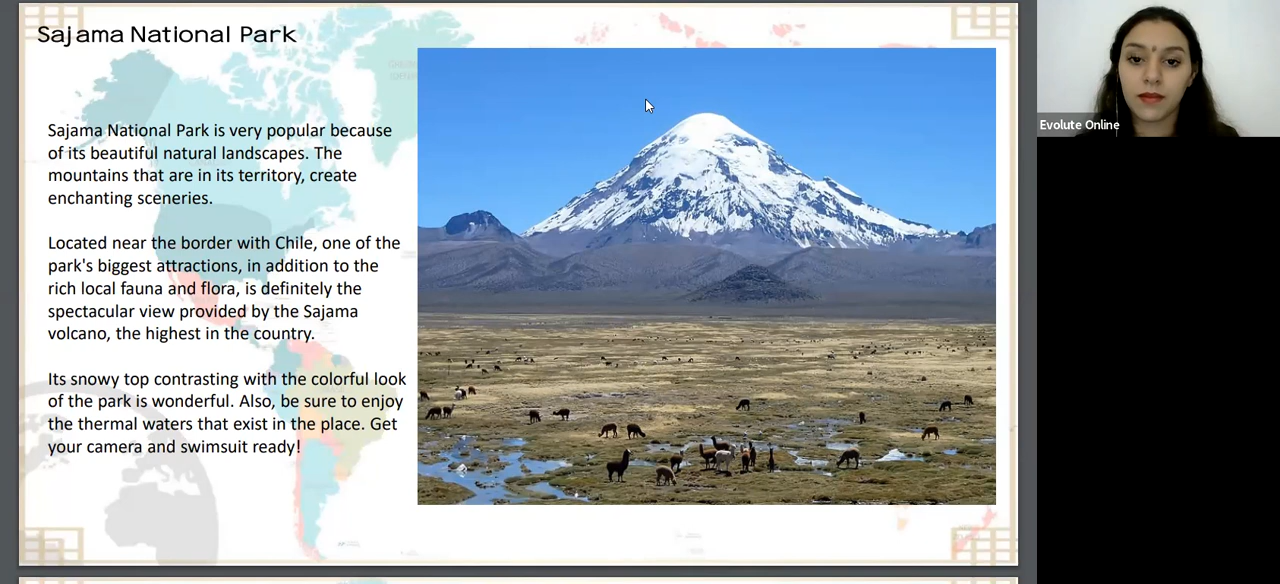 Sajama National Park
Sajama National Park is very popular because
of its beautiful natural landscapes. The
mountains that are in its territory, create
enchanting sceneries.
Located near the border with Chile, one of the
park's biggest attractions, in addition to the
rich local fauna and flora, is definitely the
spectacular view provided by the Sajama
volcano, the highest in the country.
Its snowy top contrasting with the colorful look
of the park is wonderful. Also, be sure to enjoy
the thermal waters that exist in the place. Get
your camera and swimsuit ready!
Evolute Online